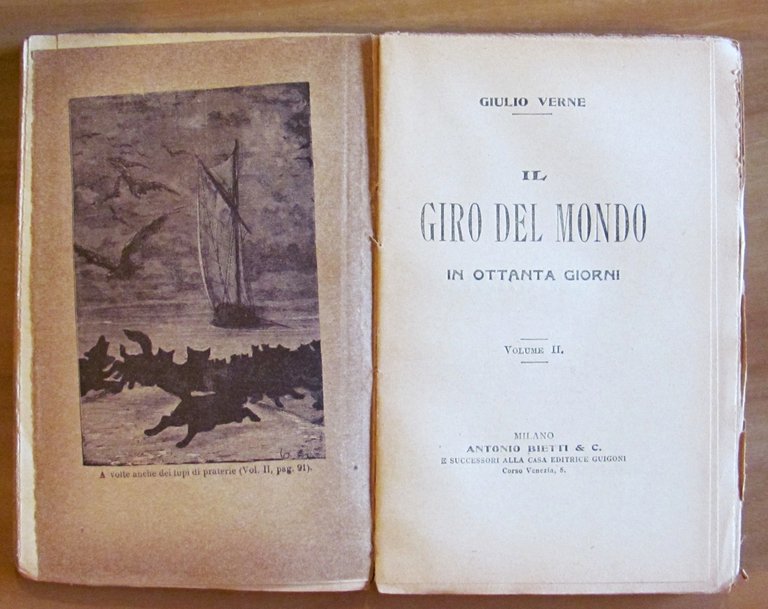 A volte anche dei lupi di praterie (Vol. II, pag. 91).
GIULIO VERNE
IL
GIRO DEL MONDO
IN OTTANTA GIORNI
VOLUME II.
MILANO
ANTONIO BIETTI & C.
E SUCCESSORI ALLA CASA EDITRICE GUIGONI
Corso Venezia, 8.